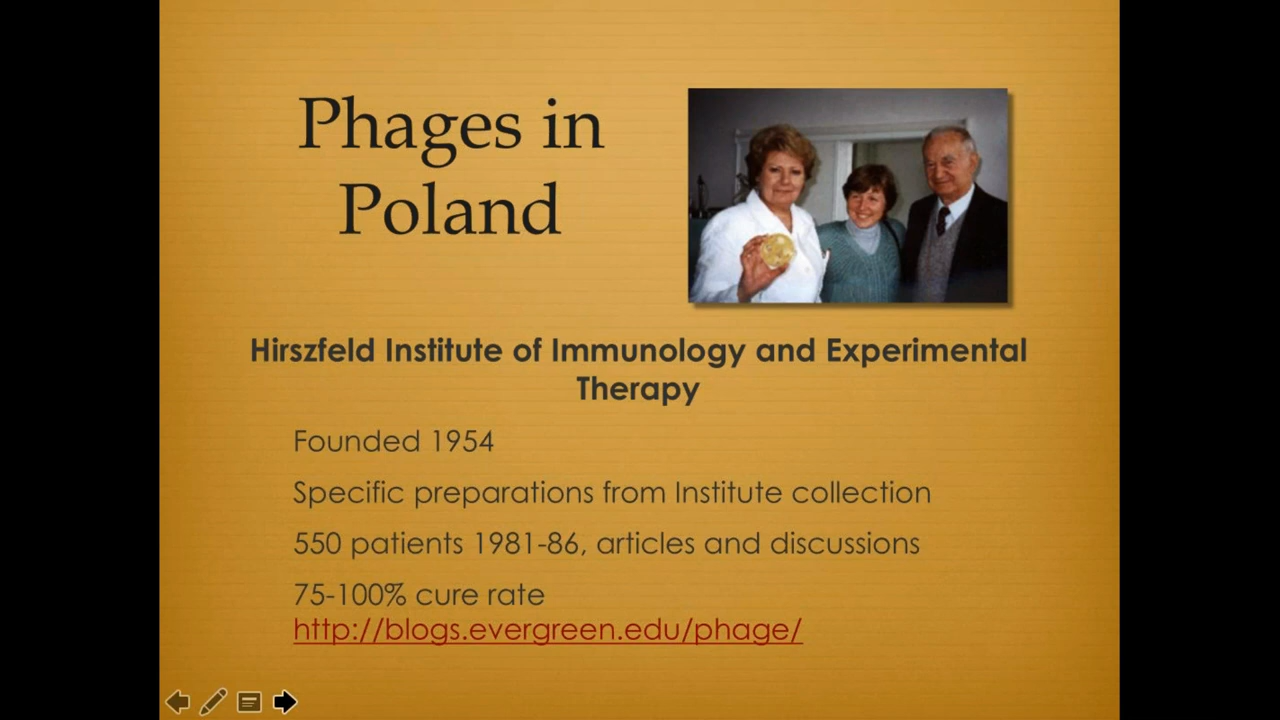 Phages in
Poland
Hirszfeld Institute of Immunology and Experimental
Therapy
Founded 1954
Specific preparations from Institute collection
550 patients 1981-86, articles and discussions
75-100% cure rate
http://blogs.evergreen.edu/phage/